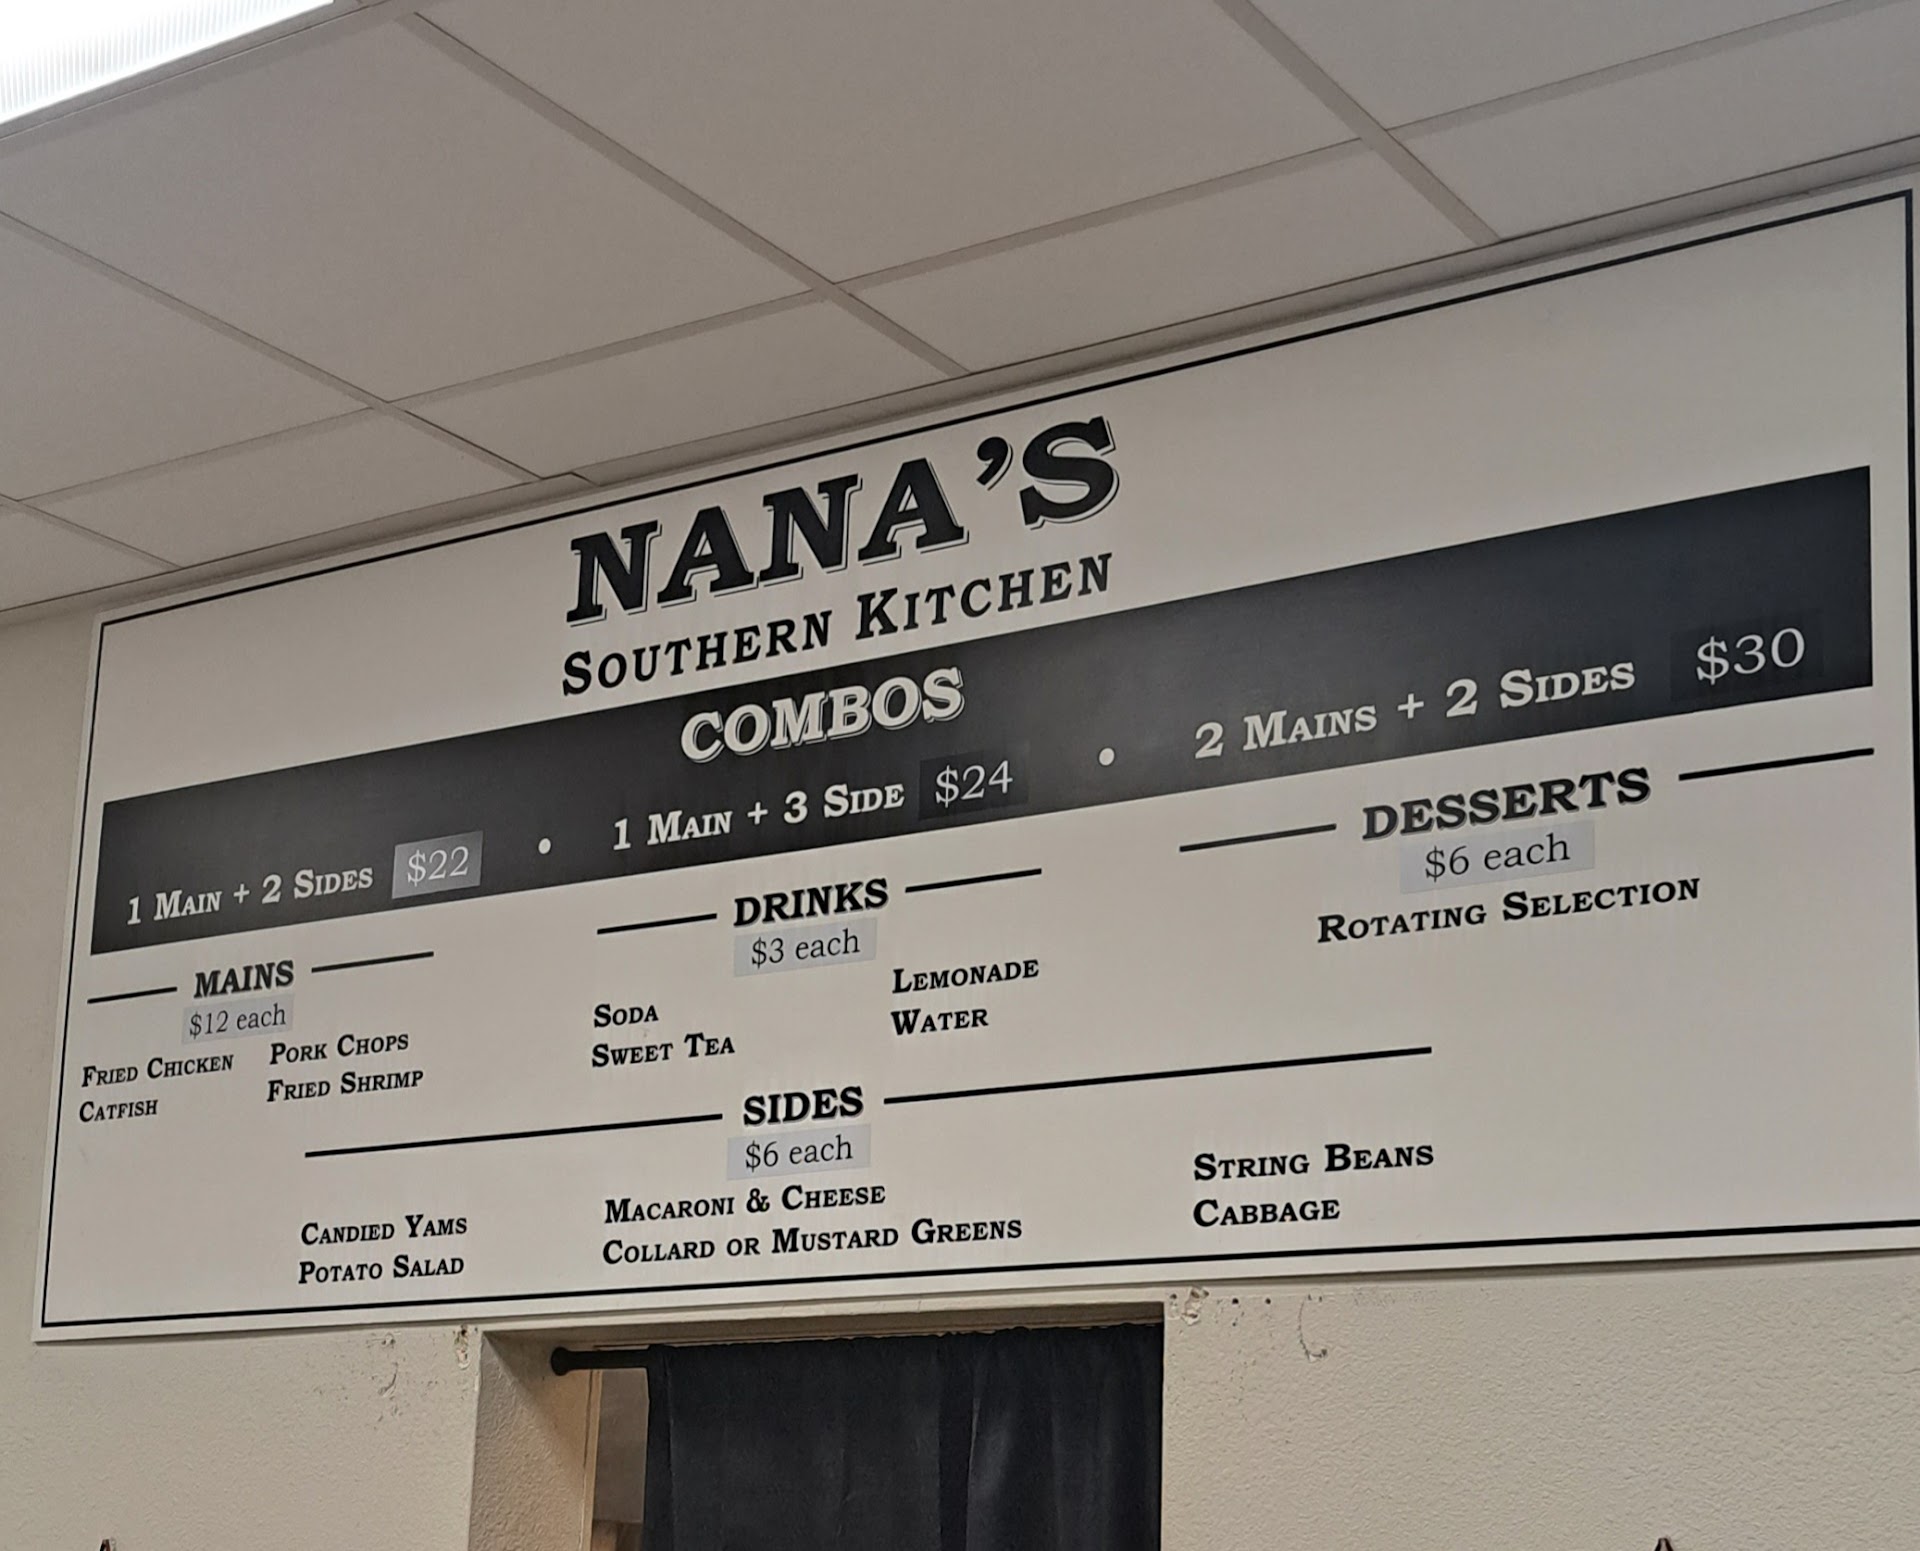 NANA'S
SOUTHERN KITCHEN
COMBOS
1 MAIN + 2 SIDES $22 • 1 MAIN + 3 SIDE $24 • 2 MAINS + 2 SIDES $30
MAINS
$12 each
FRIED CHICKEN
CATFISH
PORK CHOPS
FRIED SHRIMP
DRINKS
$3 each
SODA
SWEET TEA
LEMONADE
WATER
DESSERTS
$6 each
ROTATING SELECTION
SIDES
$6 each
CANDIED YAMS
POTATO SALAD
MACARONI & CHEESE
COLLARD OR MUSTARD GREENS
STRING BEANS
CABBAGE